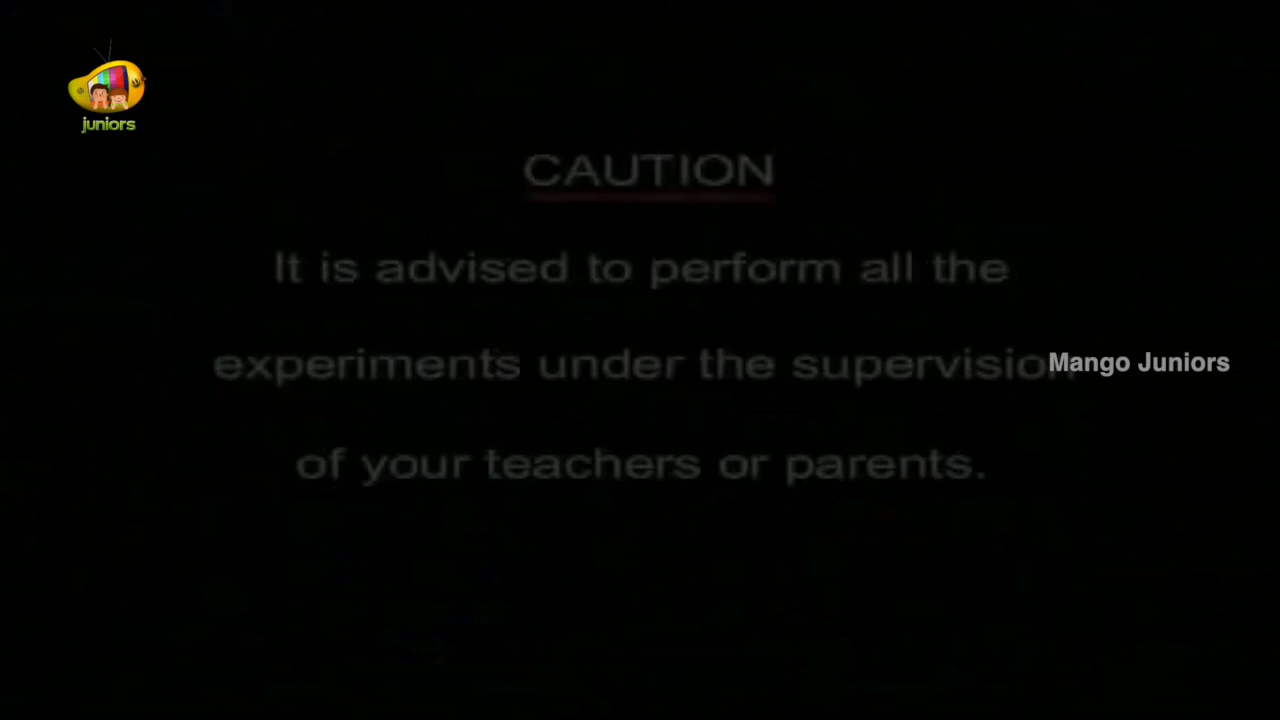 juniors
CAUTION
It is advised to perform all the
experiments under the supervision
Mango Juniors
of your teachers or parents.